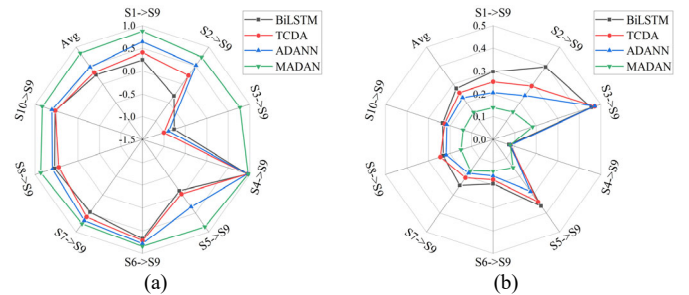 S1->S9
S2->S9
S3->S9
S4->S9
S5->S9
S6->S9
S7->S9
S8->S9
S10->S9
Avg
1.0
0.5
0.0
-0.5
-1.0
-1.5
BiLSTM
TCDA
ADANN
MADAN
(a)
S1->S9
S2->S9
S3->S9
S4->S9
S5->S9
S6->S9
S7->S9
S8->S9
S10->S9
Avg
0.5
0.4
0.3
0.2
0.1
0.0
BiLSTM
TCDA
ADANN
MADAN
(b)